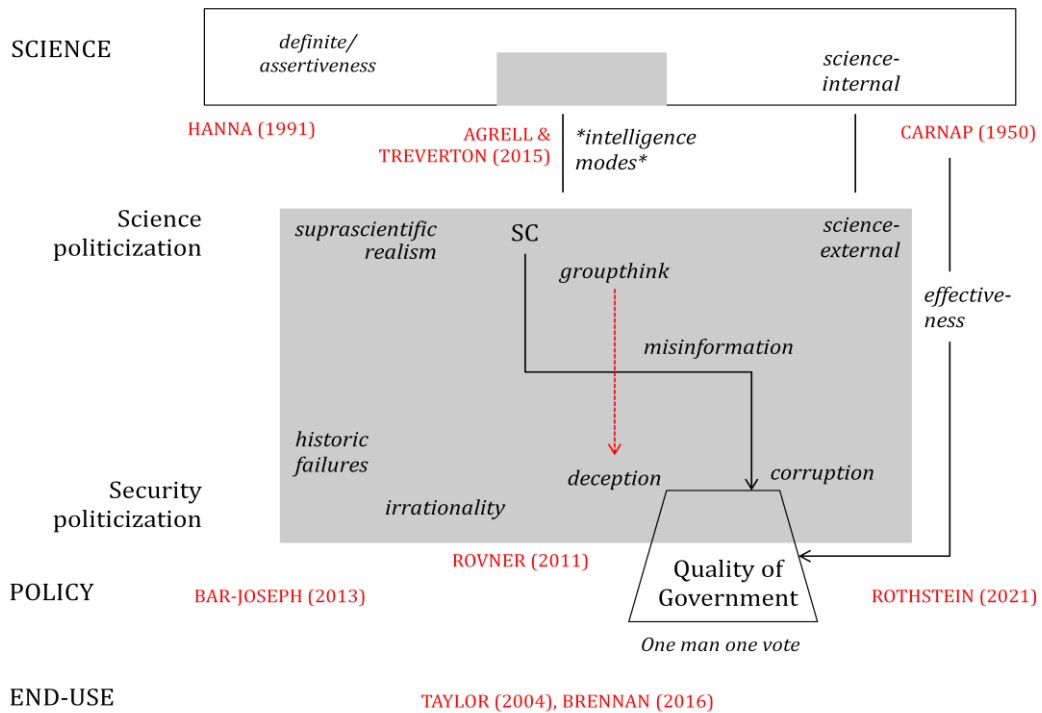 SCIENCE
definite/
assertiveness
science-
internal
HANNA (1991)
AGRELL &
TREVERTON (2015)
*intelligence
modes*
CARNAP (1950)
Science
politicization
suprascientific
realism
SC
science-
external
groupthink
effective-
ness
misinformation
historic
failures
deception
corruption
Security
politicization
irrationality
ROVNER (2011)
Quality of
Government
POLICY
BAR-JOSEPH (2013)
ROTHSTEIN (2021)
One man one vote
END-USE
TAYLOR (2004), BRENNAN (2016)